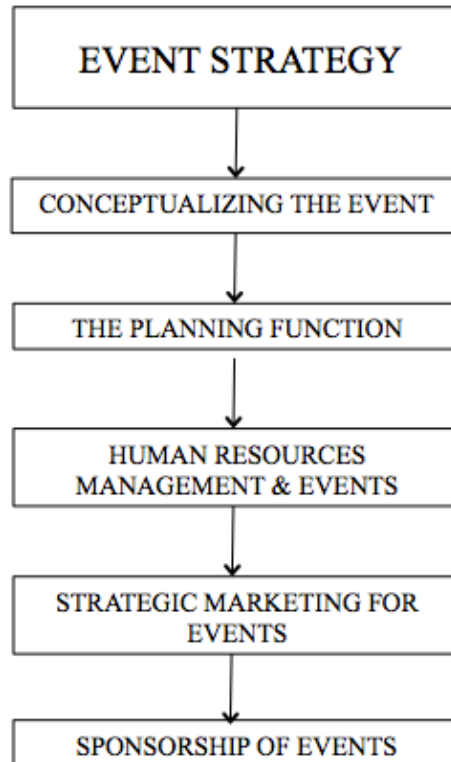 EVENT STRATEGY
CONCEPTUALIZING THE EVENT
THE PLANNING FUNCTION
HUMAN RESOURCES
MANAGEMENT & EVENTS
STRATEGIC MARKETING FOR
EVENTS
SPONSORSHIP OF EVENTS